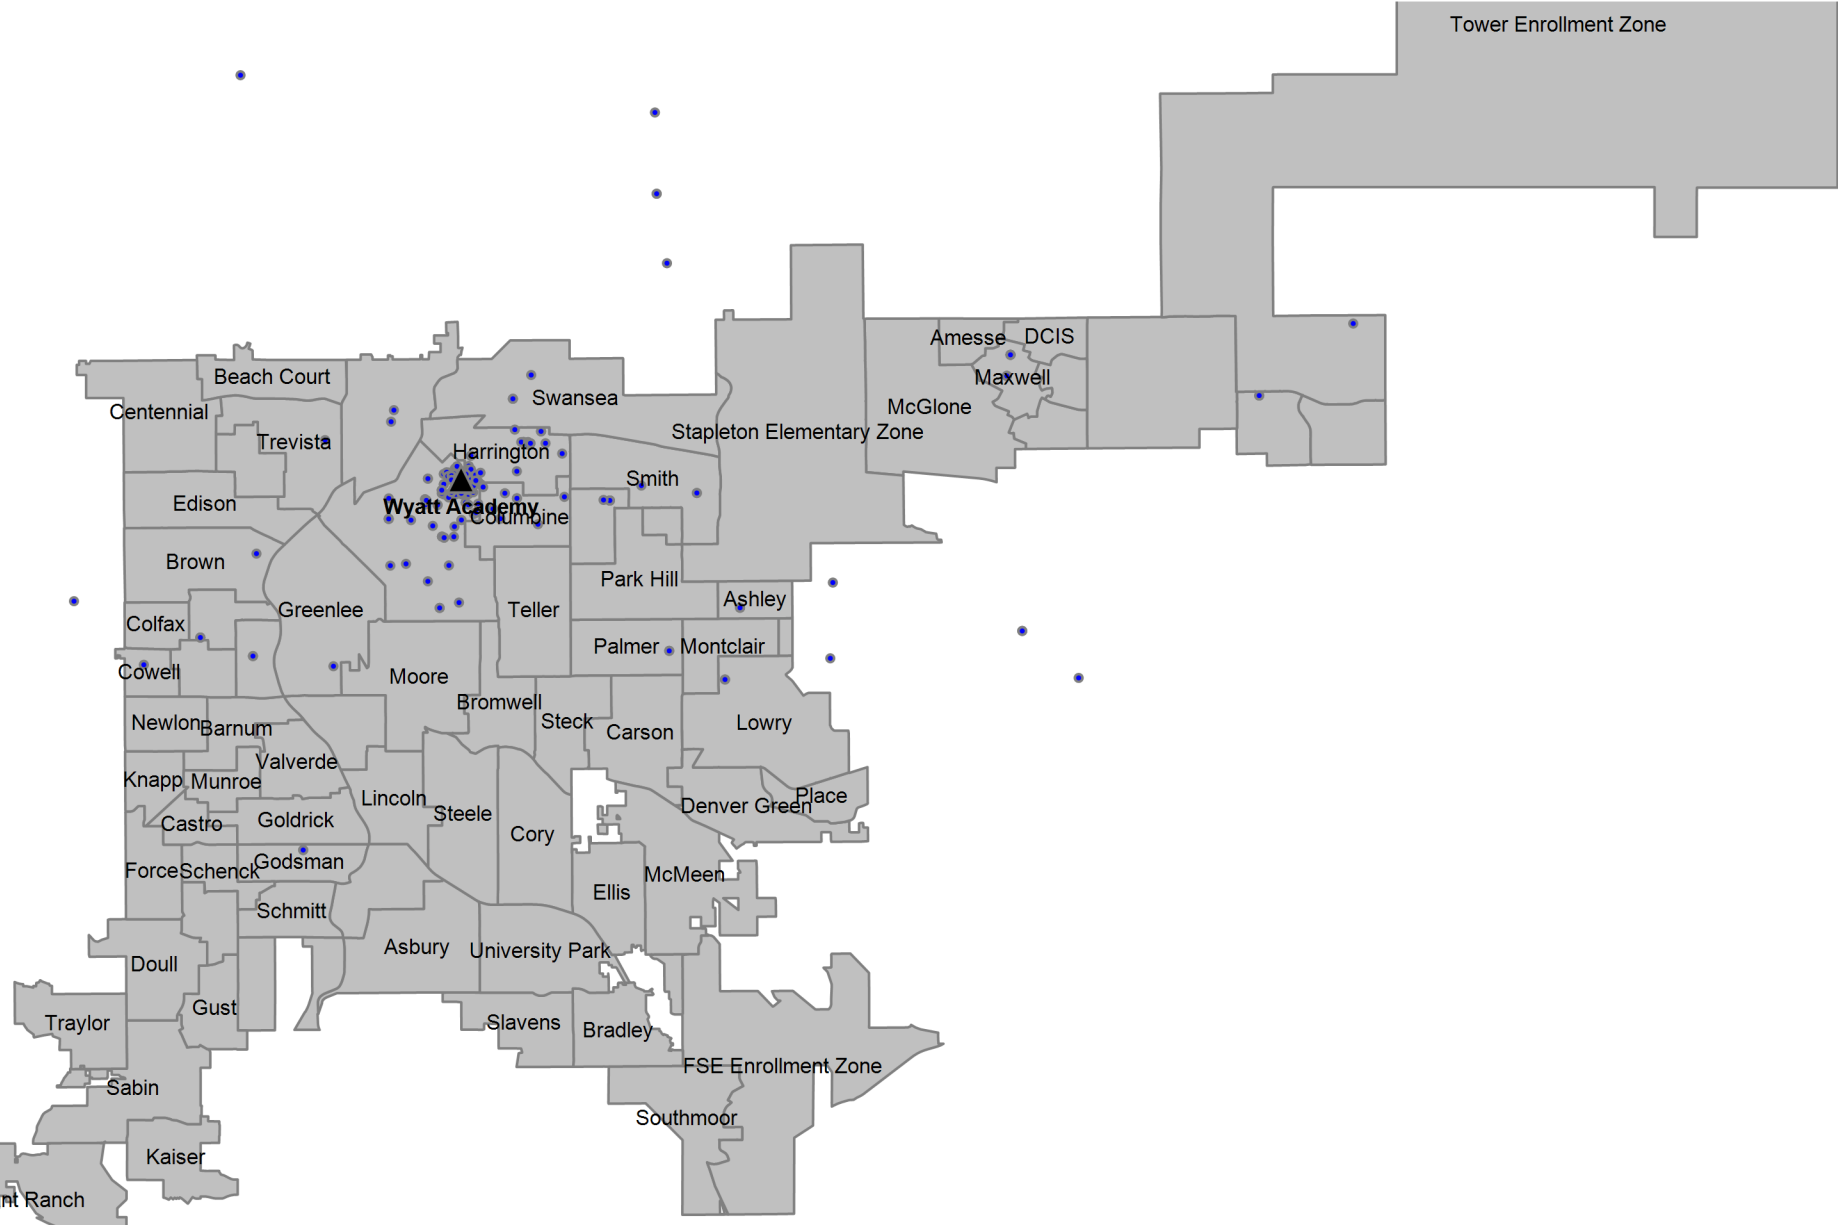 Tower Enrollment Zone
Amesse
DCIS
Beach Court
Maxwell
Swansea
McGlone
Centennial
Stapleton Elementary Zone
Trevista
Harrington
Smith
Edison
Wyatt Academy
Columbine
Brown
Park Hill
Ashley
Greenlee
Teller
Colfax
Palmer
Montclair
Cowell
Moore
Bromwell
Newlon
Barnum
Steck
Carson
Lowry
Valverde
Knapp
Munroe
Lincoln
Place
Denver Green
Steele
Castro
Goldrick
Cory
Godsman
Force
Schenck
McMeen
Ellis
Schmitt
Asbury
University Park
Doull
Gust
Traylor
Slavens
Bradley
FSE Enrollment Zone
Sabin
Southmoor
Kaiser
nt Ranch